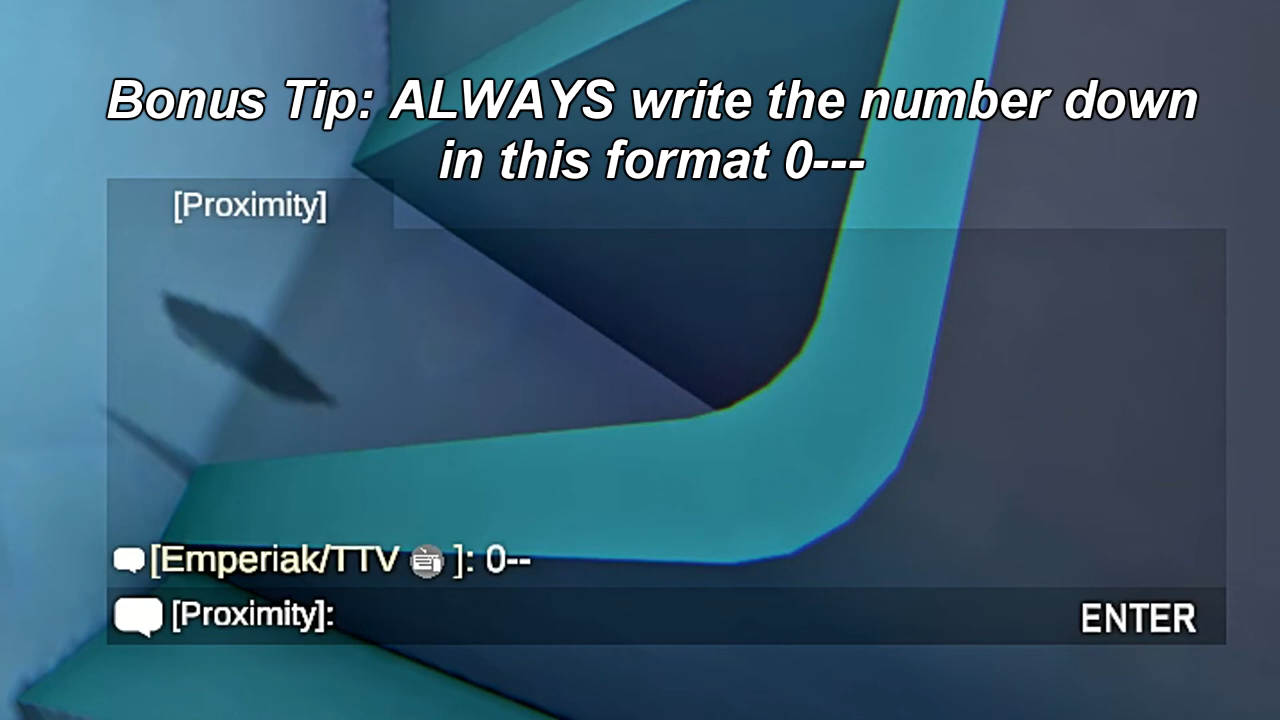 Bonus Tip: ALWAYS write the number down
in this format 0---
[Proximity]
[Emperiak/TTV ]: 0--
[Proximity]:
ENTER